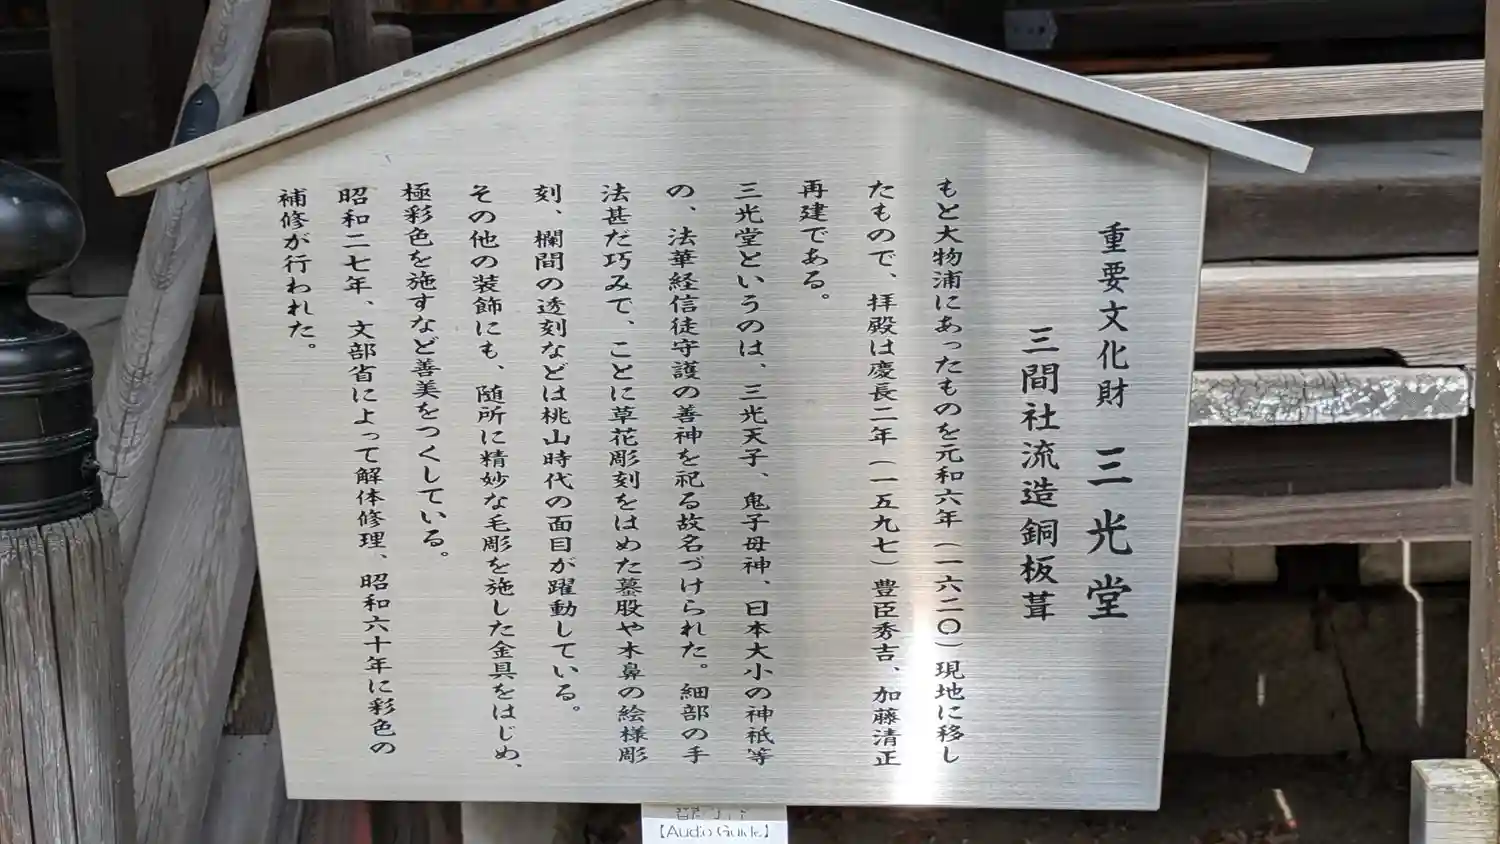 重要文化財 三光堂
三間社流造銅板葺
もと大物浦にあったものを元和六年（一六二〇）現地に移し
たもので、拝殿は慶長二年（一五九七）豊臣秀吉、加藤清正
再建である。
三光堂というのは、三光天子、鬼子母神、日本大小の神祇等
の、法華経信徒守護の善神を祀る故名づけられた。細部の手
法甚だ巧みで、ことに草花彫刻をはめた蟇股や木鼻の絵様彫
刻、欄間の透刻などは桃山時代の面目が躍動している。
その他の装飾にも、随所に精妙な毛彫を施した金具をはじめ、
極彩色を施すなど善美をつくしている。
昭和二七年、文部省によって解体修理、昭和六十年に彩色の
補修が行われた。
【Audio Guide】